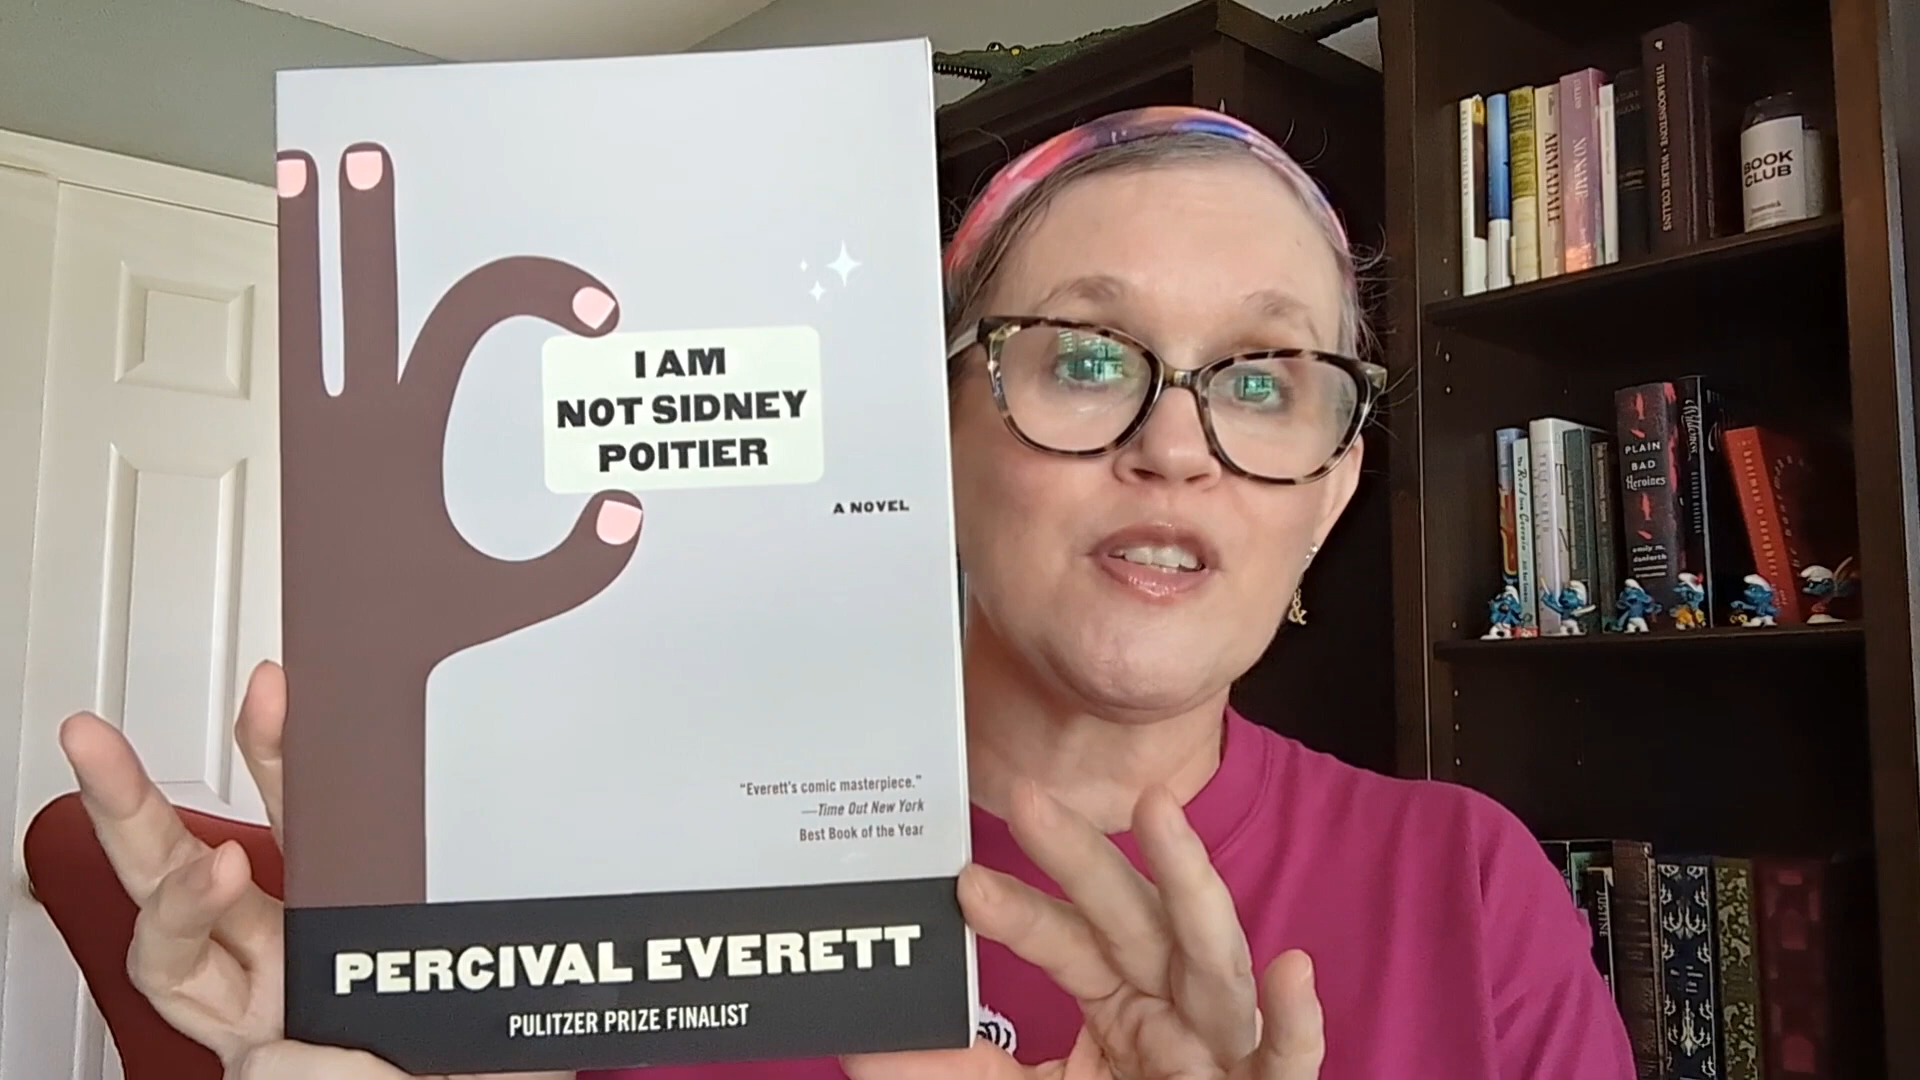 I AM
NOT SIDNEY
POITIER
A NOVEL
“Everett’s comic masterpiece.”
—Time Out New York
Best Book of the Year
PERCIVAL EVERETT
PULITZER PRIZE FINALIST
ARMADALE
NO NAME
THE MOONSTONE • WILKIE COLLINS
BOOK
CLUB
PLAIN
BAD
Heroines
emily m.
danforth
JUSTINE
&